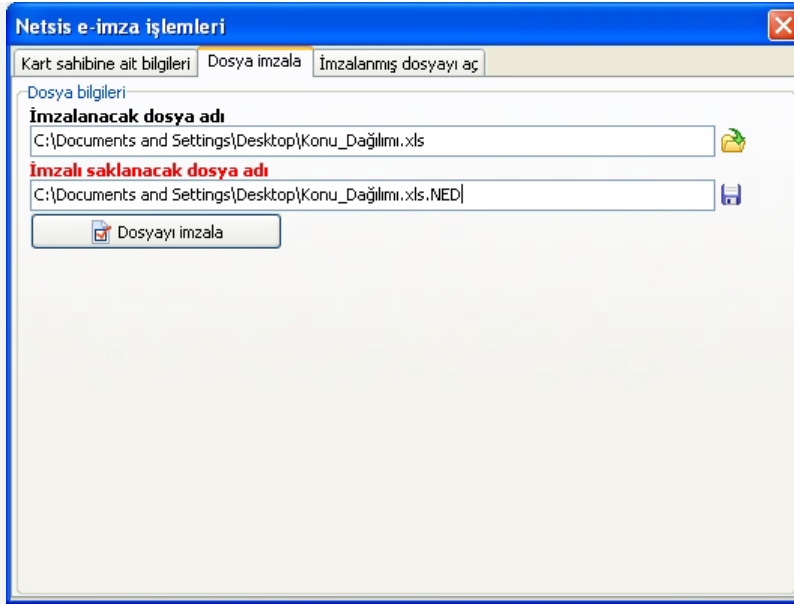 Netsis e-imza işlemleri
Kart sahibine ait bilgileri Dosya imzala İmzalanmış dosyayı aç
Dosya bilgileri
İmzalanacak dosya adı
C:\Documents and Settings\Desktop\Konu_Dağılımı.xls
İmzalı saklanacak dosya adı
C:\Documents and Settings\Desktop\Konu_Dağılımı.xls.NED
Dosyayı imzala